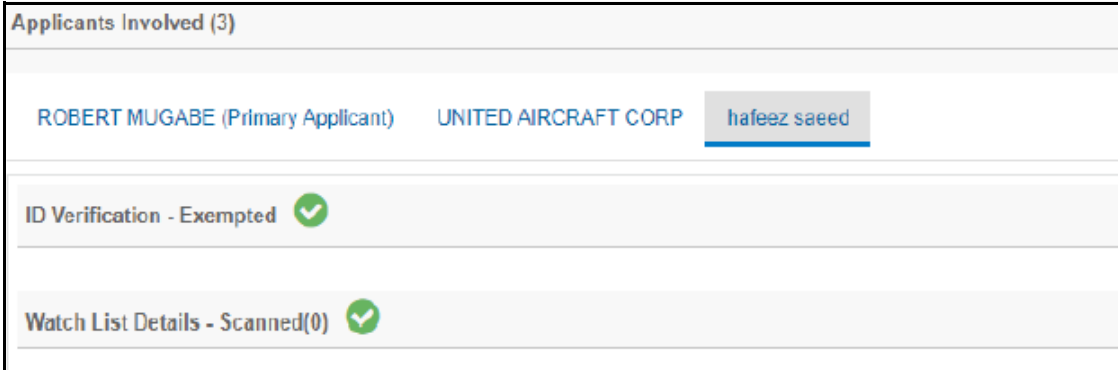 Applicants Involved (3)
ROBERT MUGABE (Primary Applicant) UNITED AIRCRAFT CORP hafeez saeed
ID Verification - Exempted
Watch List Details - Scanned(0)